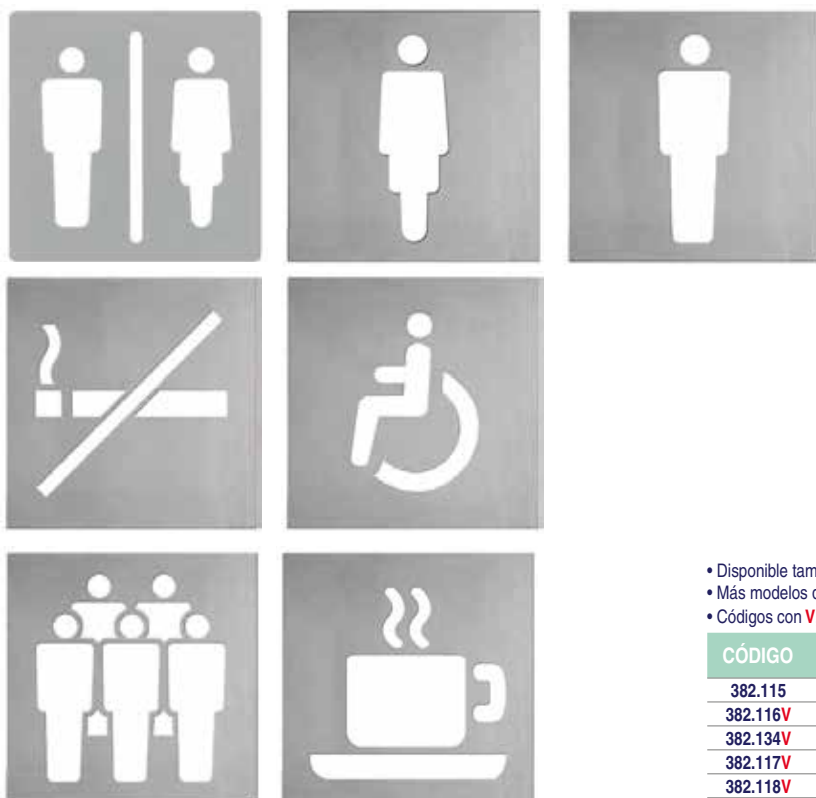 • Disponible tam
• Más modelos
• Códigos con V
CÓDIGO
382.115
382.116V
382.134V
382.117V
382.118V